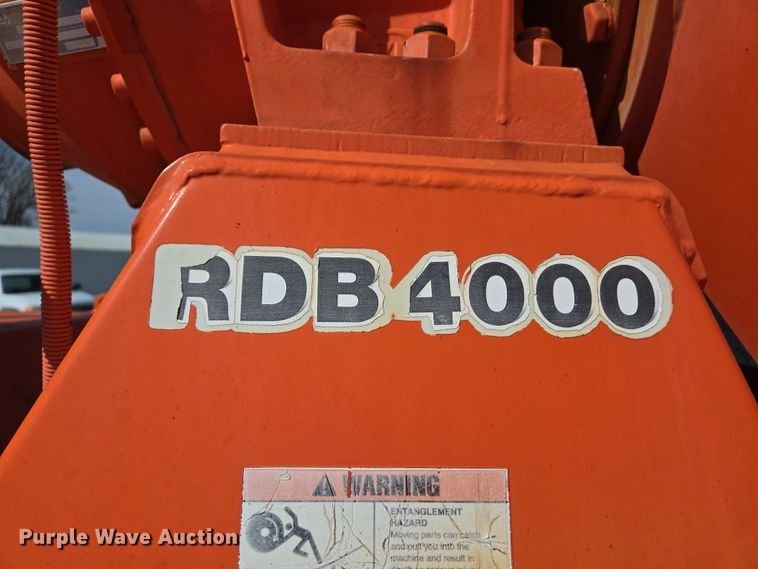 RDB 4000
WARNING
ENTANGLEMENT
HAZARD
Moving parts can catch
and pull you into the
machine and result in
Purple Wave Auction